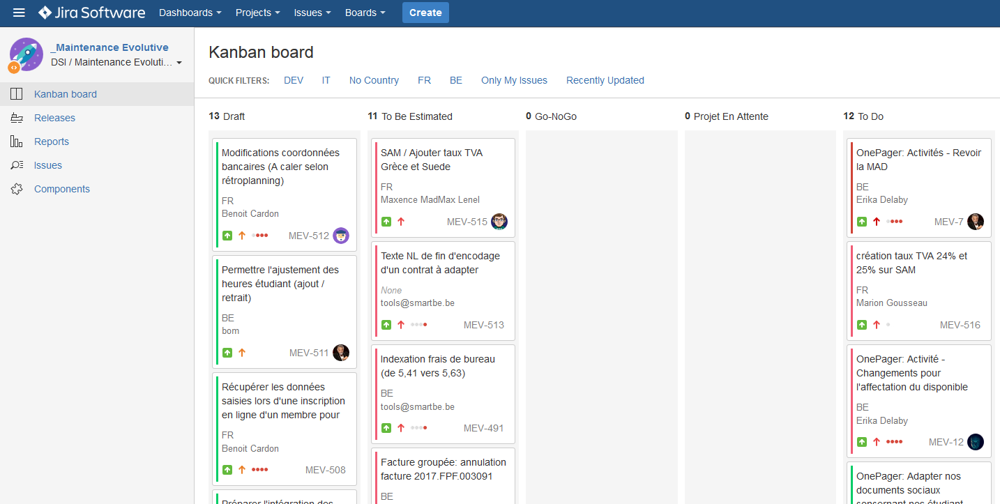 Jira Software Dashboards Projects Issues Boards Create
_Maintenance Evolutive
DSI / Maintenance Evoluti...
Kanban board
Releases
Reports
Issues
Components
Kanban board
QUICK FILTERS: DEV IT No Country FR BE Only My Issues Recently Updated
13 Draft
Modifications coordonnées
bancaires (A caler selon
rétroplanning)
FR
Benoit Cardon
MEV-512
Permettre l'ajustement des
heures étudiant (ajout /
retrait)
BE
bom
MEV-511
Récupérer les données
saisies lors d'une inscription
en ligne d'un membre pour
FR
Benoit Cardon
MEV-508
Préparer l'intégration des
11 To Be Estimated
SAM / Ajouter taux TVA
Grèce et Suede
FR
Maxence MadMax Lenel
MEV-515
Texte NL de fin d'encodage
d'un contrat à adapter
None
tools@smartbe.be
MEV-513
Indexation frais de bureau
(de 5,41 vers 5,63)
BE
tools@smartbe.be
MEV-491
Facture groupée: annulation
facture 2017.FPF.003091
BE
0 Go-NoGo
0 Projet En Attente
12 To Do
OnePager: Activités - Revoir
la MAD
BE
Erika Delaby
MEV-7
création taux TVA 24% et
25% sur SAM
FR
Marion Gousseau
MEV-516
OnePager: Activité -
Changements pour
l'affectation du disponible
BE
Erika Delaby
MEV-12
OnePager: Adapter nos
documents sociaux
concernant nos étudiant